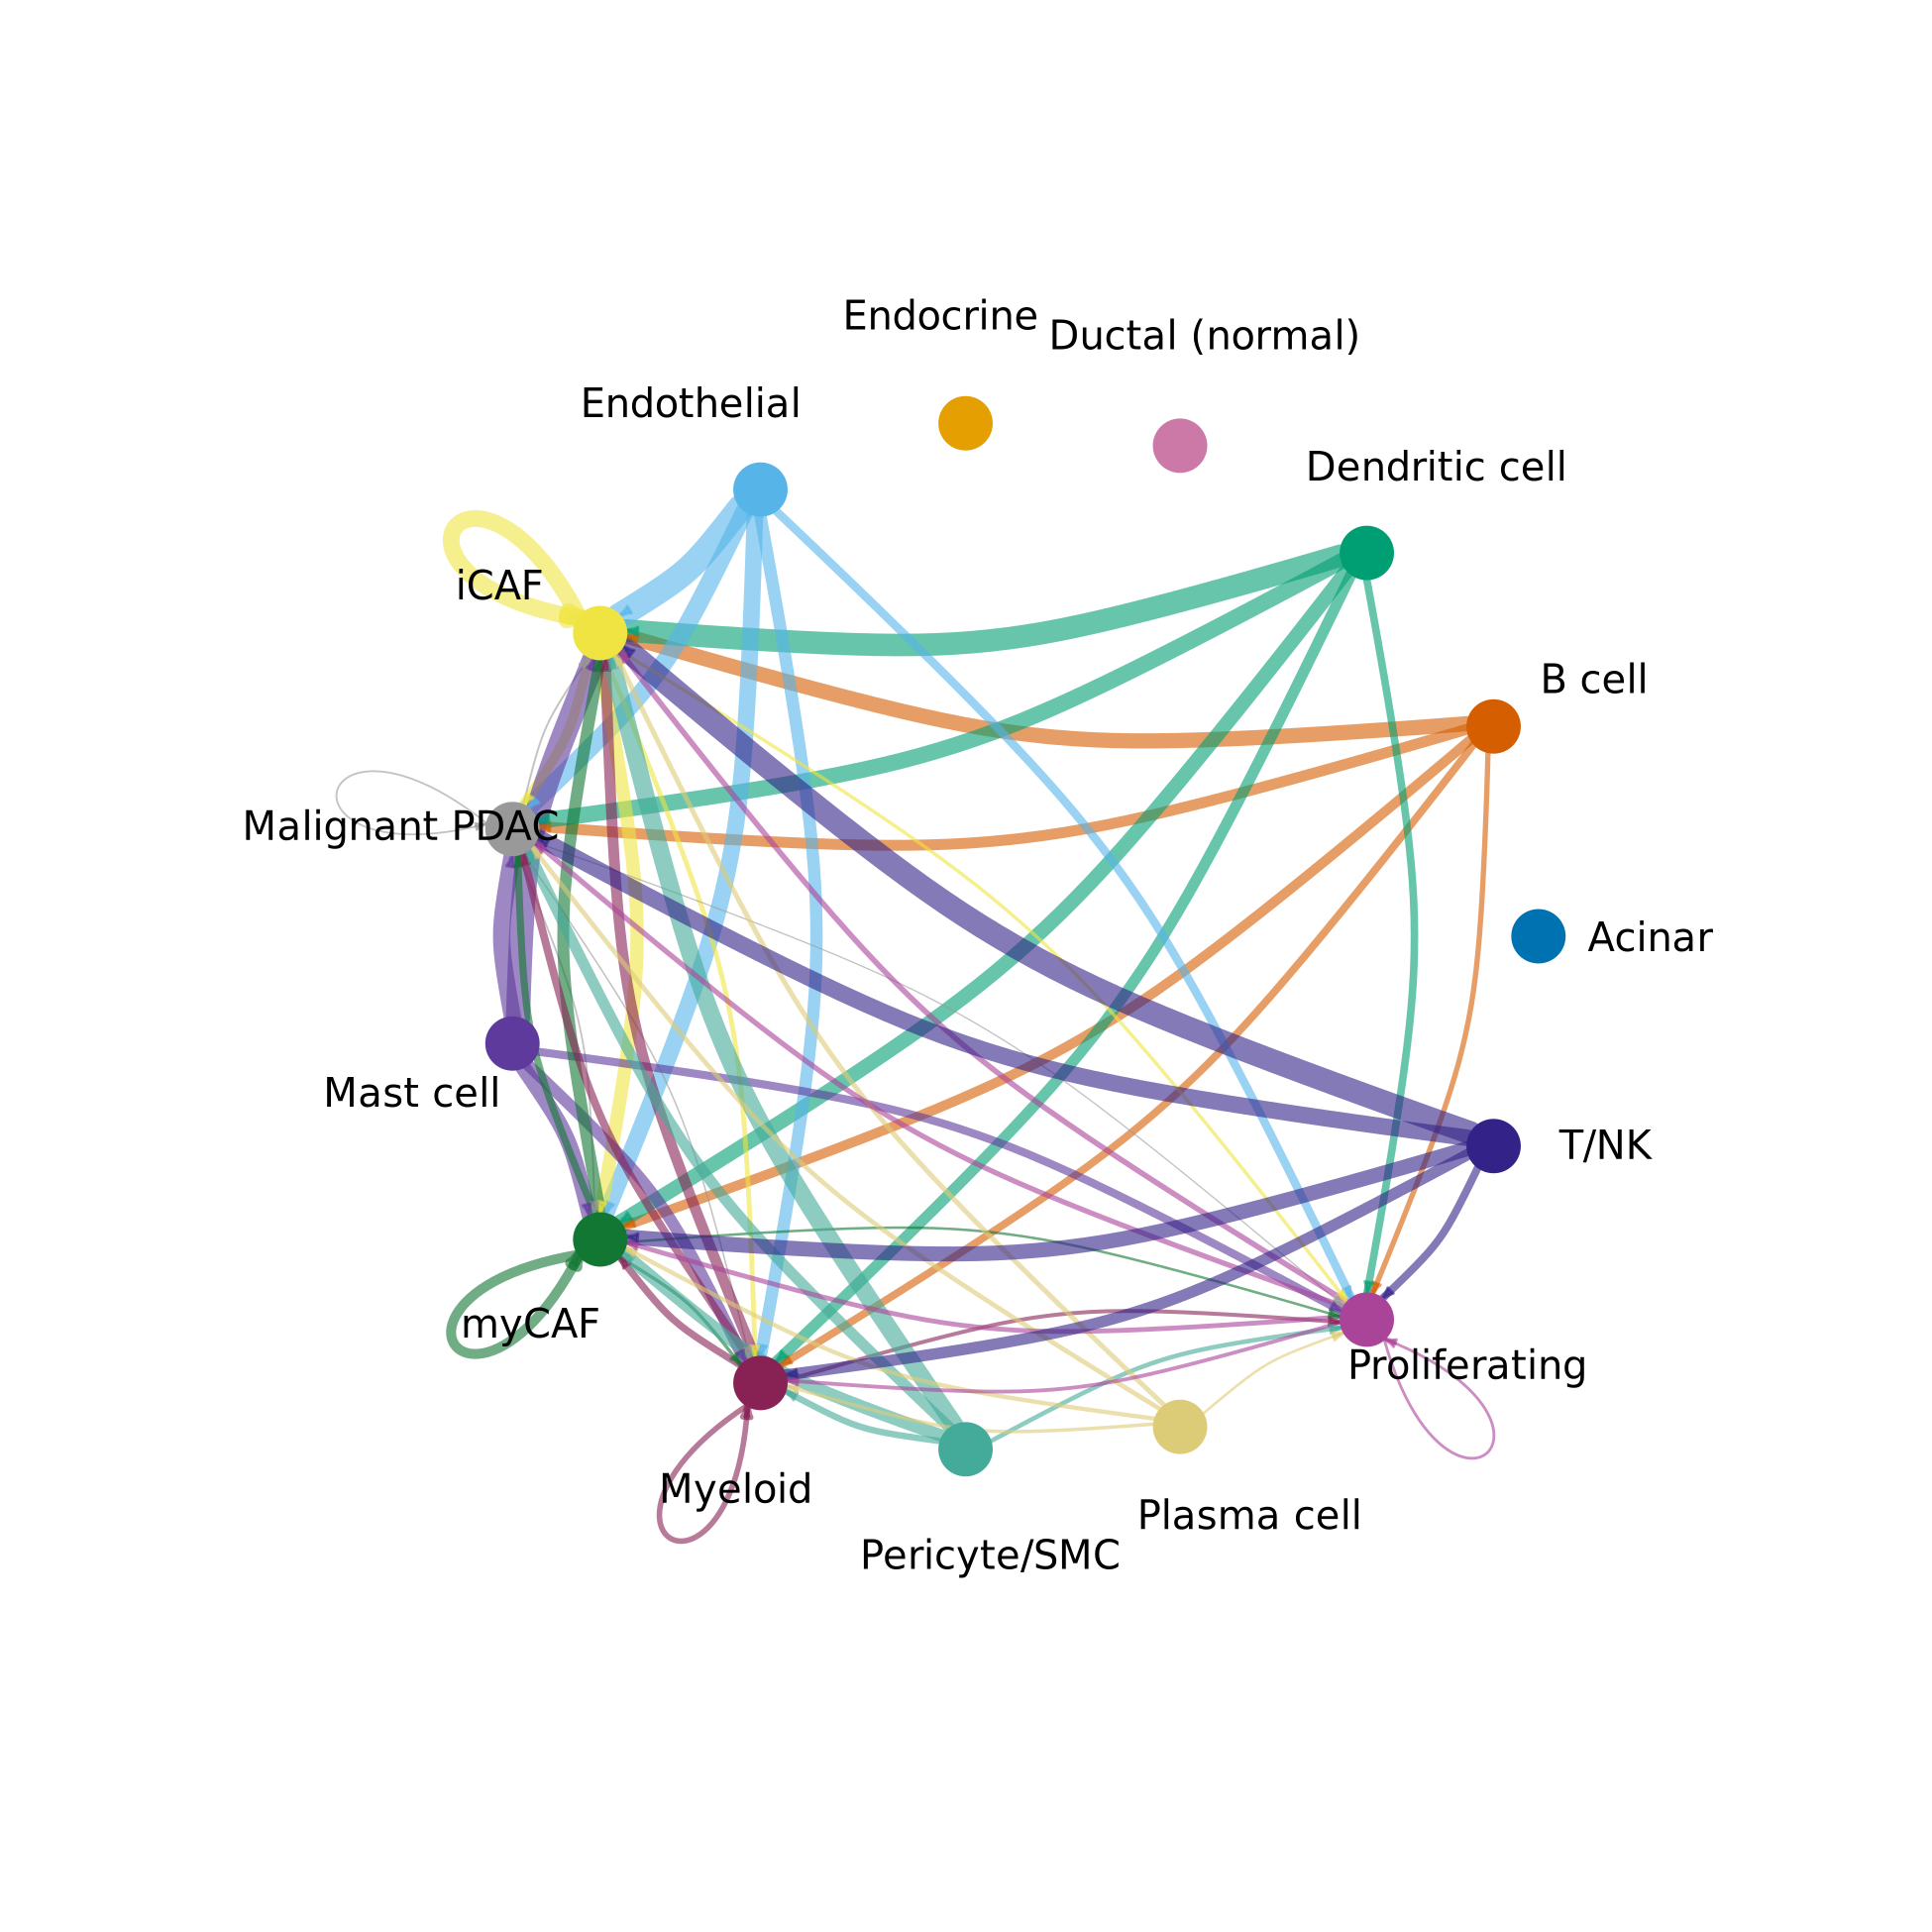 Endocrine
Ductal (normal)
Endothelial
Dendritic cell
iCAF
B cell
Malignant PDAC
Acinar
Mast cell
T/NK
myCAF
Proliferating
Myeloid
Plasma cell
Pericyte/SMC